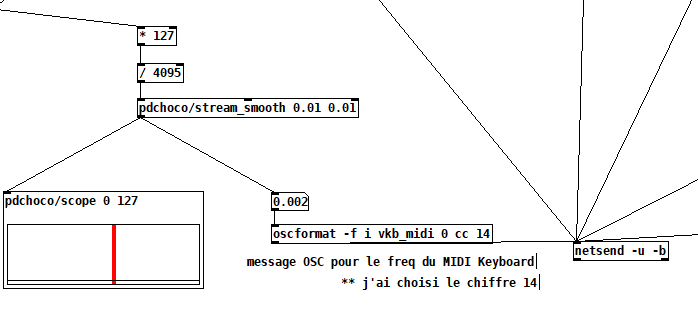 * 127
/ 4095
pdchoco/stream_smooth 0.01 0.01
pdchoco/scope 0 127
0.002
oscformat -f i vkb_midi 0 cc 14
netsend -u -b
message OSC pour le freq du MIDI Keyboard
** j'ai choisi le chiffre 14